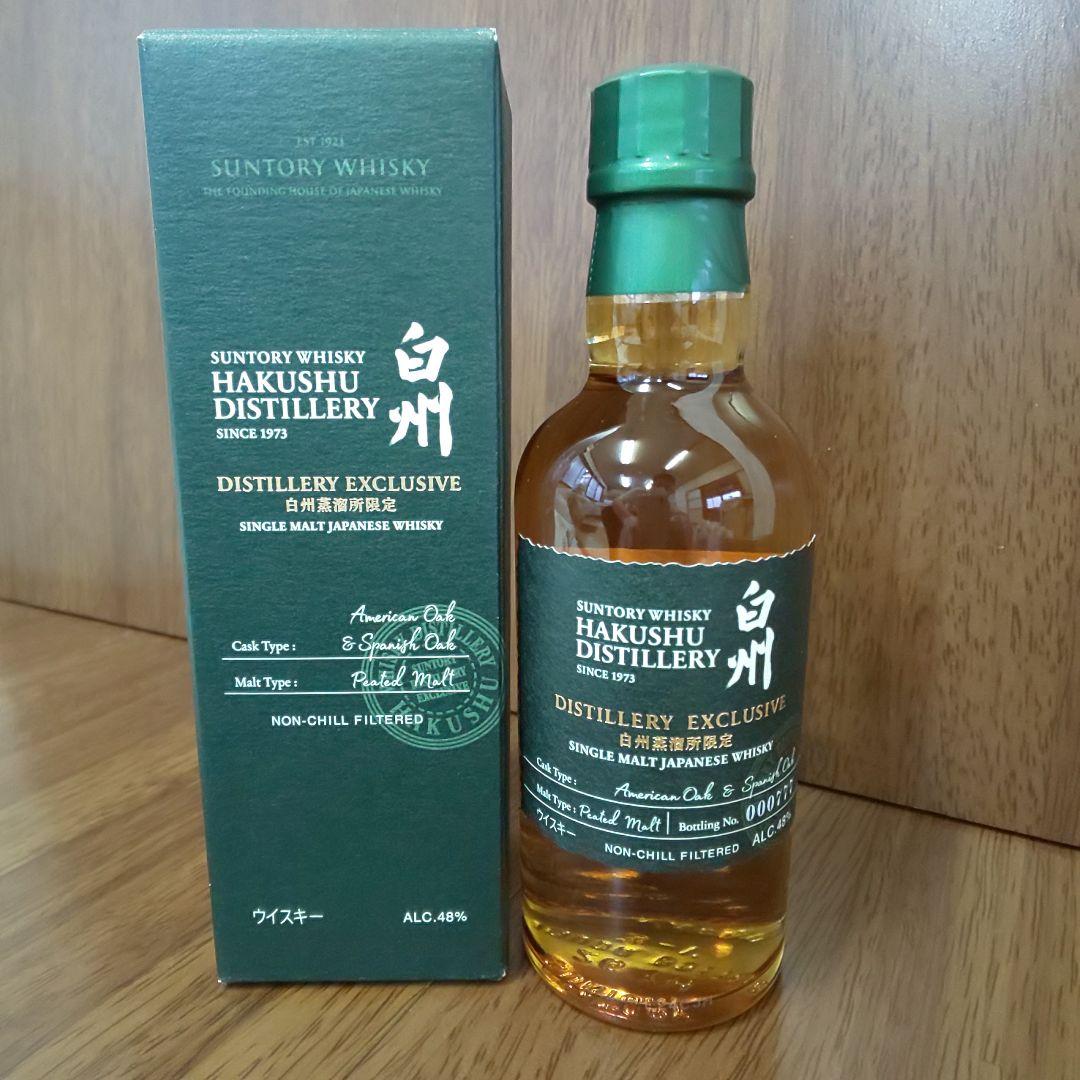 EST 1923
SUNTORY WHISKY
THE FOUNDING HOUSE OF JAPANESE WHISKY
SUNTORY WHISKY
HAKUSHU
DISTILLERY
SINCE 1973
白州
DISTILLERY EXCLUSIVE
白州蒸溜所限定
SINGLE MALT JAPANESE WHISKY
Cask Type : American Oak
& Spanish Oak
Malt Type : Peated Malt
NON-CHILL FILTERED
HAKUSHU
ウイスキー ALC.48%
SUNTORY WHISKY
HAKUSHU
DISTILLERY
SINCE 1973
白州
DISTILLERY EXCLUSIVE
白州蒸溜所限定
SINGLE MALT JAPANESE WHISKY
Cask Type : American Oak & Spanish Oak
Malt Type : Peated Malt Bottling No. 000777
ウイスキー NON-CHILL FILTERED ALC.48%